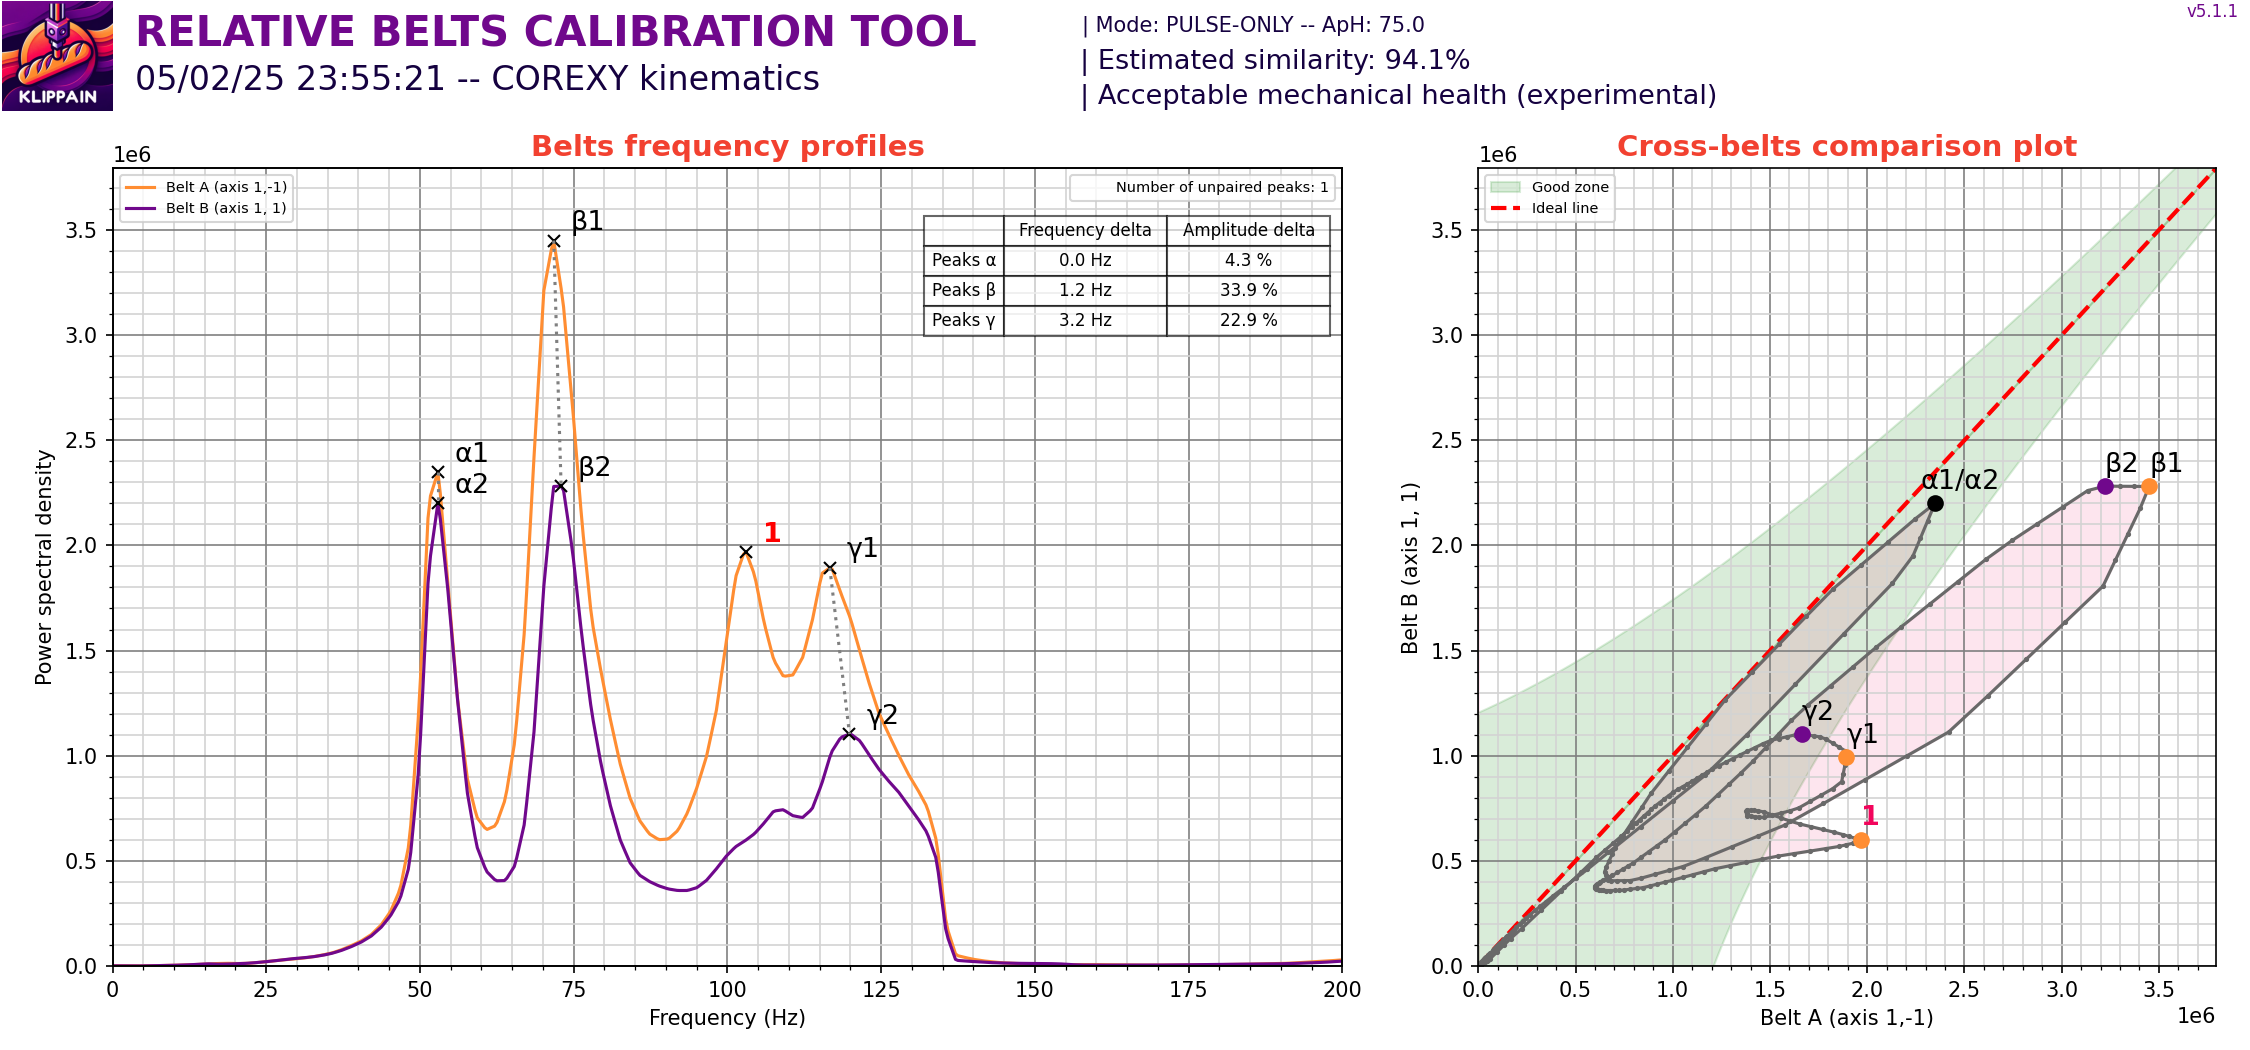 v5.1.1
KLIPPAIN
RELATIVE BELTS CALIBRATION TOOL
05/02/25 23:55:21 -- COREXY kinematics
| Mode: PULSE-ONLY -- ApH: 75.0
| Estimated similarity: 94.1%
| Acceptable mechanical health (experimental)
Belts frequency profiles
1e6
Belt A (axis 1,-1)
Belt B (axis 1, 1)
Number of unpaired peaks: 1
Frequency delta Amplitude delta
Peaks α 0.0 Hz 4.3 %
Peaks β 1.2 Hz 33.9 %
Peaks γ 3.2 Hz 22.9 %
β1
β2
α1
α2
1
γ1
γ2
3.5
3.0
2.5
2.0
1.5
1.0
0.5
0.0
Power spectral density
0 25 50 75 100 125 150 175 200
Frequency (Hz)
Cross-belts comparison plot
1e6
Good zone
Ideal line
β2 β1
α1/α2
γ2
γ1
1
3.5
3.0
2.5
2.0
1.5
1.0
0.5
0.0
Belt B (axis 1, 1)
0.0 0.5 1.0 1.5 2.0 2.5 3.0 3.5
Belt A (axis 1,-1)
1e6